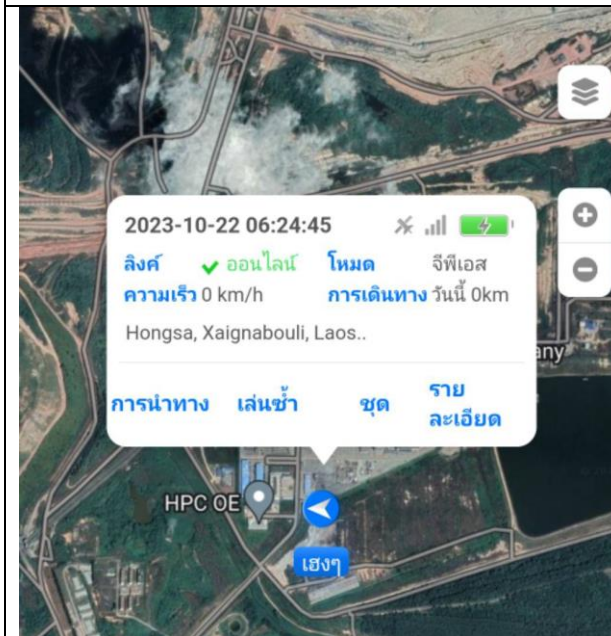 2023-10-22 06:24:45
ลิงค์ ออนไลน์ โหมด จีพีเอส
ความเร็ว 0 km/h การเดินทาง วันนี้ 0km
Hongsa, Xaignabouli, Laos..
any
การนำทาง เล่นซ้ำ ชุด ราย
ละเอียด
HPC OE
เฮงๆ